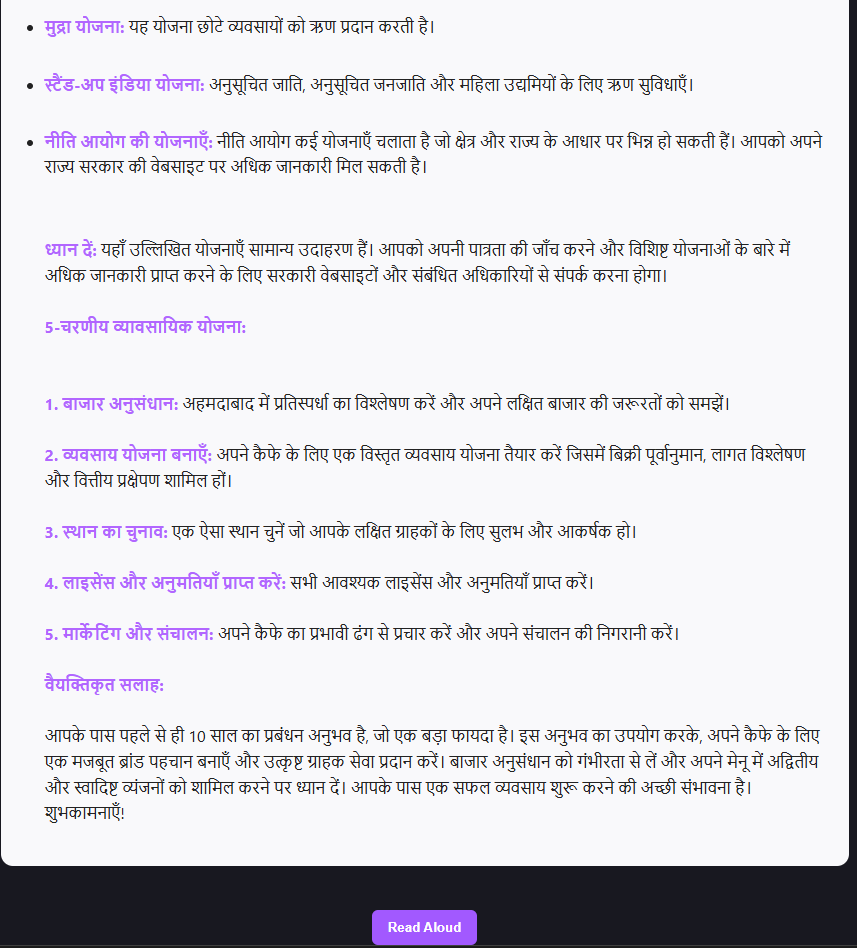 मुद्रा योजना: यह योजना छोटे व्यवसायों को ऋण प्रदान करती है।
स्टैंड-अप इंडिया योजना: अनुसूचित जाति, अनुसूचित जनजाति और महिला उद्यमियों के लिए ऋण सुविधाएँ।
नीति आयोग की योजनाएँ: नीति आयोग कई योजनाएँ चलाता है जो क्षेत्र और राज्य के आधार पर भिन्न हो सकती हैं। आपको अपने
राज्य सरकार की वेबसाइट पर अधिक जानकारी मिल सकती है।
ध्यान दें: यहाँ उल्लिखित योजनाएँ सामान्य उदाहरण हैं। आपको अपनी पात्रता की जाँच करने और विशिष्ट योजनाओं के बारे में
अधिक जानकारी प्राप्त करने के लिए सरकारी वेबसाइटों और संबंधित अधिकारियों से संपर्क करना होगा।
5-चरणीय व्यावसायिक योजना:
1. बाजार अनुसंधान: अहमदाबाद में प्रतिस्पर्धा का विश्लेषण करें और अपने लक्षित बाजार की जरूरतों को समझें।
2. व्यवसाय योजना बनाएँ: अपने कैफे के लिए एक विस्तृत व्यवसाय योजना तैयार करें जिसमें बिक्री पूर्वानुमान, लागत विश्लेषण
और वित्तीय प्रक्षेपण शामिल हों।
3. स्थान का चुनाव: एक ऐसा स्थान चुनें जो आपके लक्षित ग्राहकों के लिए सुलभ और आकर्षक हो।
4. लाइसेंस और अनुमतियाँ प्राप्त करें: सभी आवश्यक लाइसेंस और अनुमतियाँ प्राप्त करें।
5. मार्केटिंग और संचालन: अपने कैफे का प्रभावी ढंग से प्रचार करें और अपने संचालन की निगरानी करें।
वैयक्तिकृत सलाह:
आपके पास पहले से ही 10 साल का प्रबंधन अनुभव है, जो एक बड़ा फायदा है। इस अनुभव का उपयोग करके, अपने कैफे के लिए
एक मजबूत ब्रांड पहचान बनाएँ और उत्कृष्ट ग्राहक सेवा प्रदान करें। बाजार अनुसंधान को गंभीरता से लें और अपने मेनू में अद्वितीय
और स्वादिष्ट व्यंजनों को शामिल करने पर ध्यान दें। आपके पास एक सफल व्यवसाय शुरू करने की अच्छी संभावना है।
शुभकामनाएँ!
Read Aloud